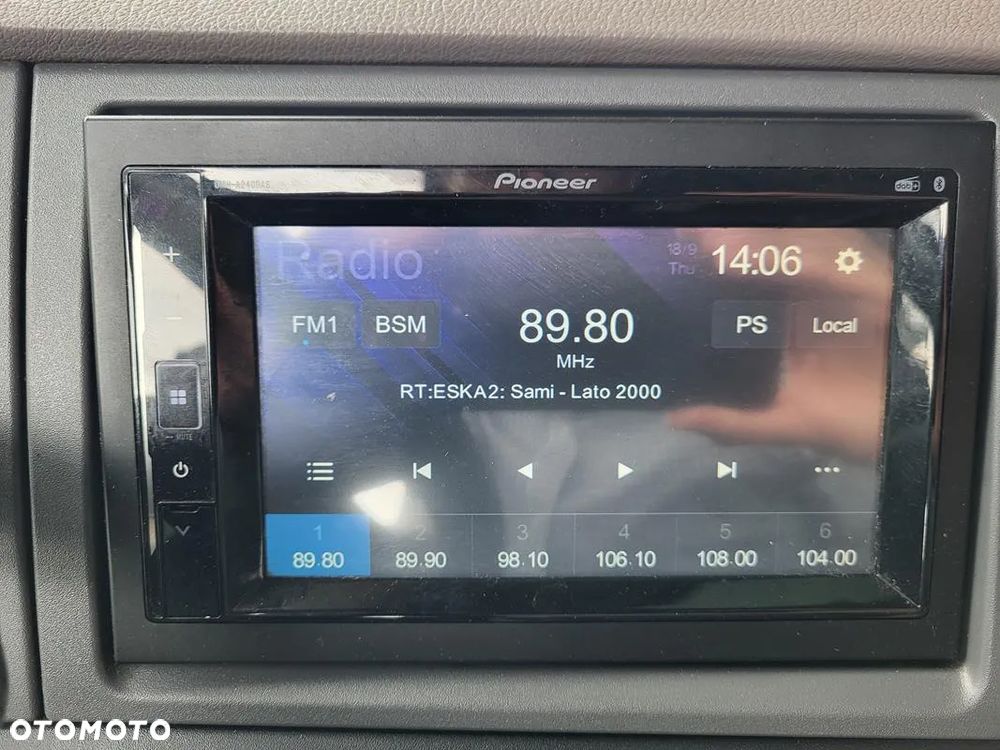 Pioneer
dab+
Radio
18/9
Thu
14:06
FM1
BSM
89.80
MHz
PS
Local
RT:ESKA2: Sami - Lato 2000
MUTE
1 2 3 4 5 6
89.80 89.90 98.10 106.10 108.00 104.00
OTOMOTO